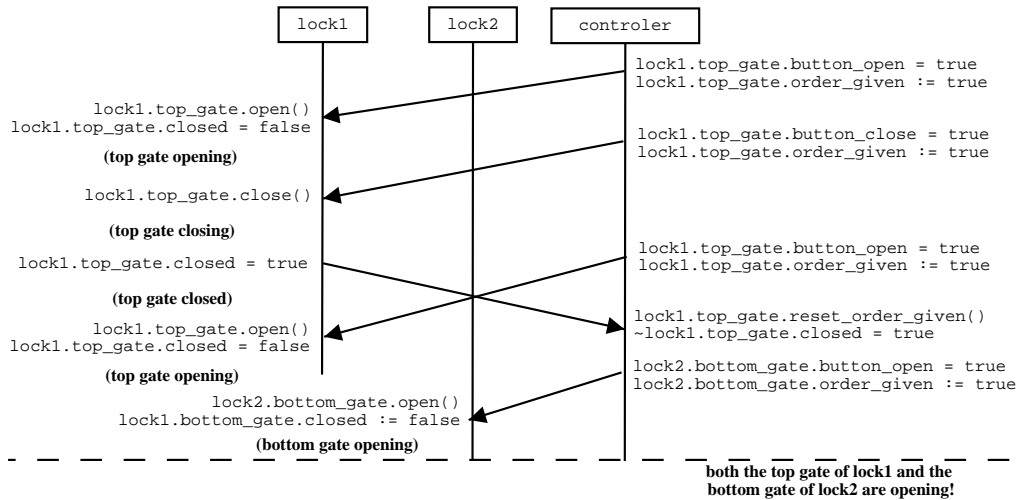 lock1
lock2
controler
lock1.top_gate.button_open = true
lock1.top_gate.order_given := true
lock1.top_gate.open()
lock1.top_gate.closed = false
(top gate opening)
lock1.top_gate.button_close = true
lock1.top_gate.order_given := true
lock1.top_gate.close()
(top gate closing)
lock1.top_gate.button_open = true
lock1.top_gate.order_given := true
lock1.top_gate.closed = true
(top gate closed)
lock1.top_gate.reset_order_given()
~lock1.top_gate.closed = true
lock1.top_gate.open()
lock1.top_gate.closed = false
(top gate opening)
lock2.bottom_gate.button_open = true
lock2.bottom_gate.order_given := true
lock2.bottom_gate.open()
lock1.bottom_gate.closed := false
(bottom gate opening)
both the top gate of lock1 and the
bottom gate of lock2 are opening!